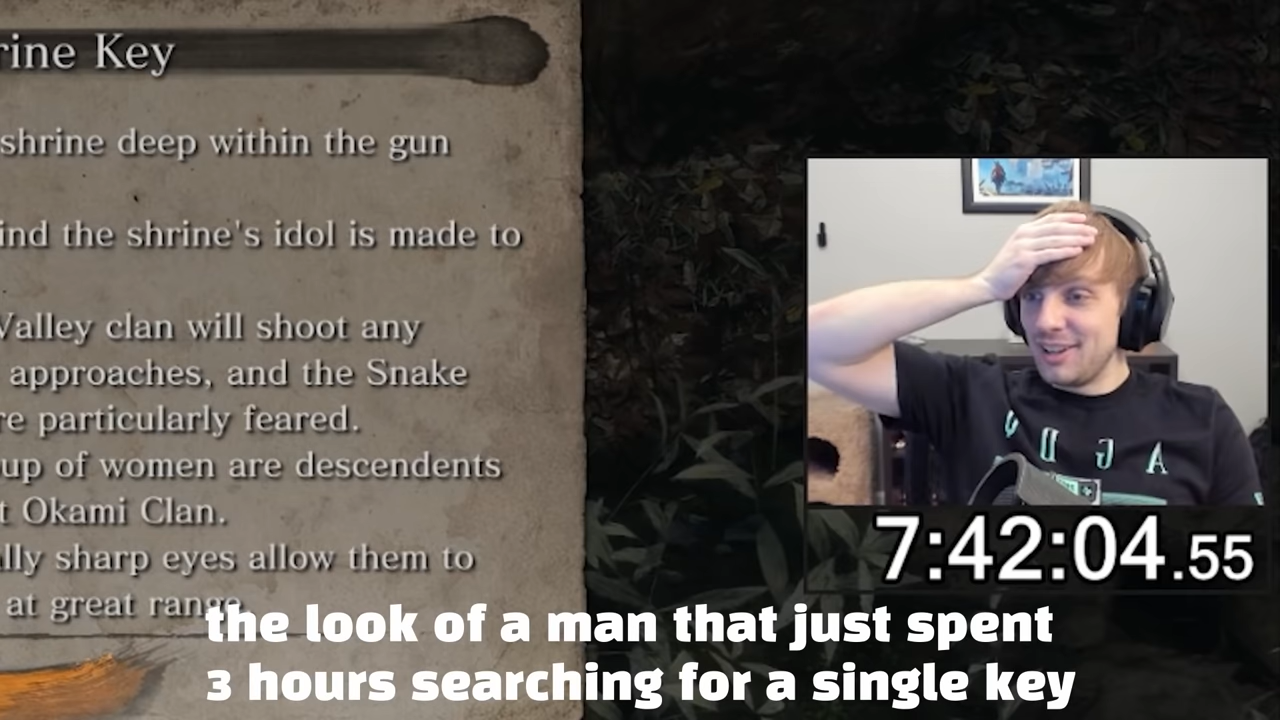 rine Key
shrine deep within the gun
ind the shrine's idol is made to
Valley clan will shoot any
approaches, and the Snake
re particularly feared.
up of women are descendents
t Okami Clan.
lly sharp eyes allow them to
at great range.
7:42:04.55
the look of a man that just spent
3 hours searching for a single key